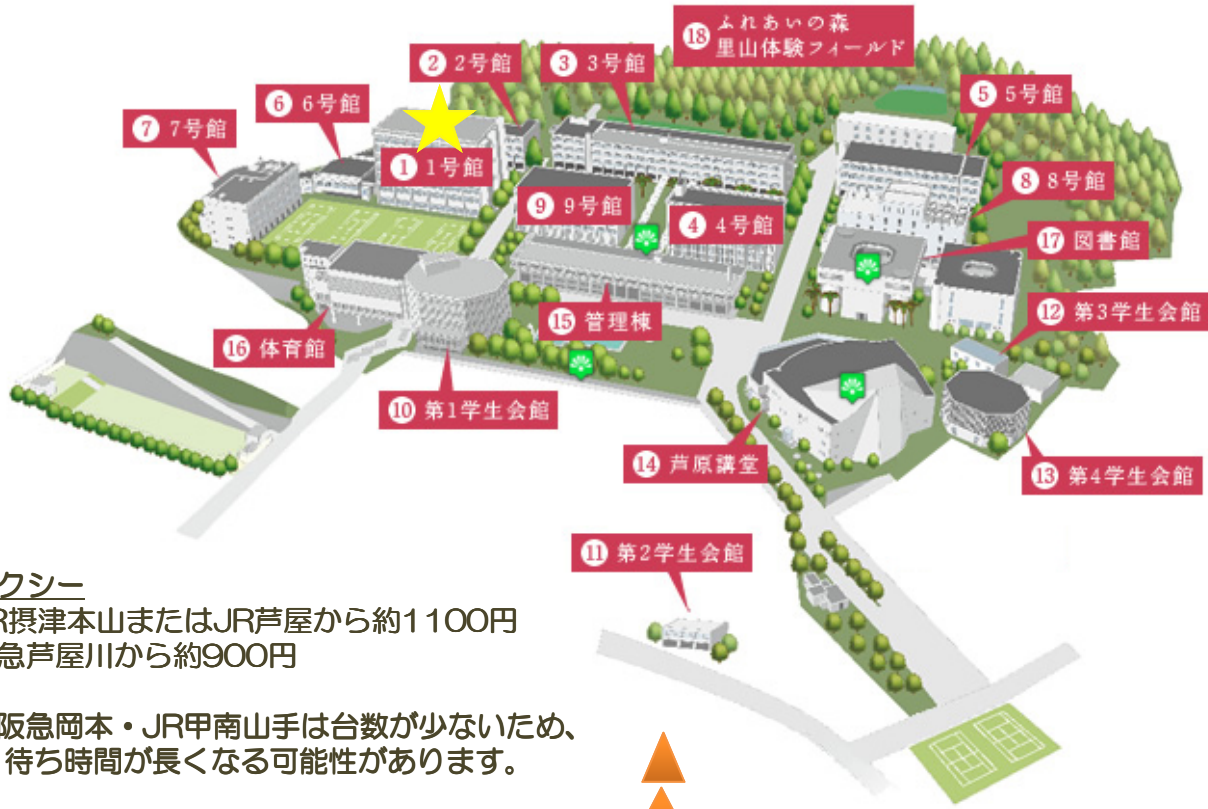 ⑱ ふれあいの森
里山体験フィールド
② 2号館
③ 3号館
⑤ 5号館
⑥ 6号館
⑦ 7号館
① 1号館
⑧ 8号館
⑨ 9号館
④ 4号館
⑰ 図書館
⑫ 第3学生会館
⑮ 管理棟
⑯ 体育館
⑩ 第1学生会館
⑭ 芦原講堂
⑬ 第4学生会館
⑪ 第2学生会館
クシー
R摂津本山またはJR芦屋から約1100円
急芦屋川から約900円
阪急岡本・JR甲南山手は台数が少ないため、
待ち時間が長くなる可能性があります。